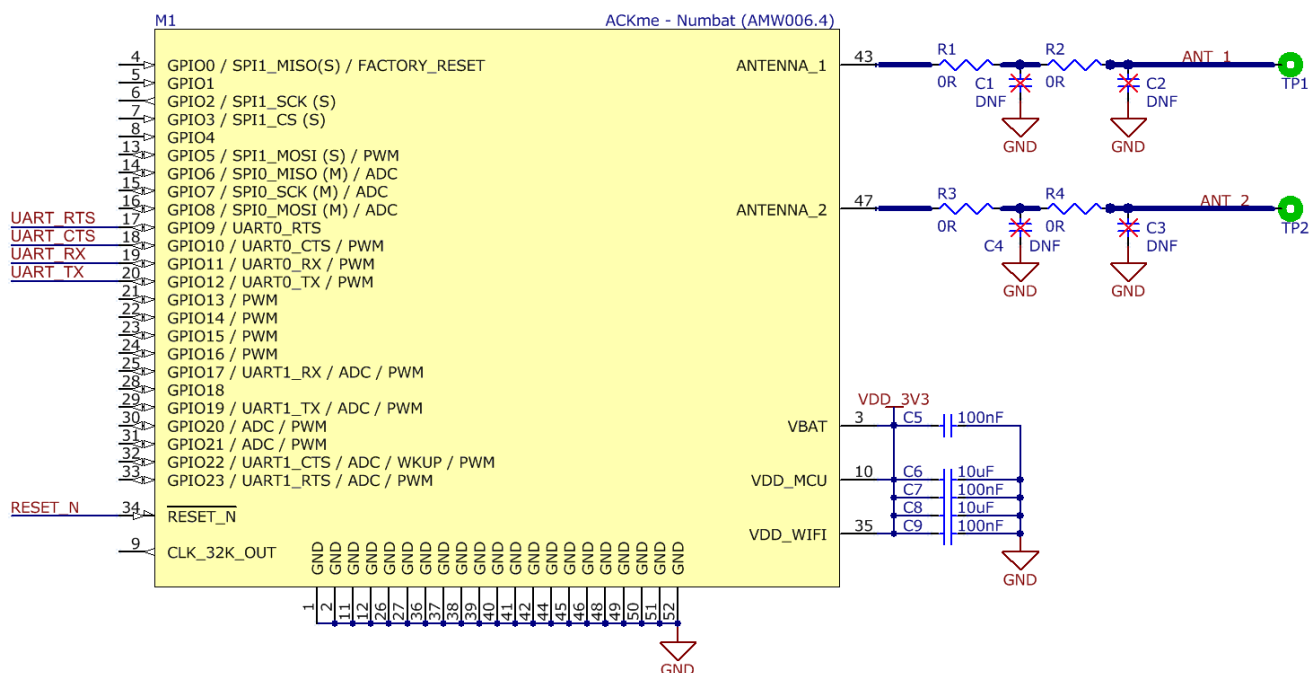 M1 ACKme - Numbat (AMW006.4)
4 GPIO0 / SPI1_MISO(S) / FACTORY_RESET
5 GPIO1
6 GPIO2 / SPI1_SCK (S)
7 GPIO3 / SPI1_CS (S)
8 GPIO4
13 GPIO5 / SPI1_MOSI (S) / PWM
14 GPIO6 / SPI0_MISO (M) / ADC
15 GPIO7 / SPI0_SCK (M) / ADC
16 GPIO8 / SPI0_MOSI (M) / ADC
UART_RTS 17 GPIO9 / UART0_RTS
UART_CTS 18 GPIO10 / UART0_CTS / PWM
UART_RX 19 GPIO11 / UART0_RX / PWM
UART_TX 20 GPIO12 / UART0_TX / PWM
21 GPIO13 / PWM
22 GPIO14 / PWM
23 GPIO15 / PWM
24 GPIO16 / PWM
25 GPIO17 / UART1_RX / ADC / PWM
28 GPIO18
29 GPIO19 / UART1_TX / ADC / PWM
30 GPIO20 / ADC / PWM
31 GPIO21 / ADC / PWM
32 GPIO22 / UART1_CTS / ADC / WKUP / PWM
33 GPIO23 / UART1_RTS / ADC / PWM
RESET_N 34 RESET_N
9 CLK_32K_OUT
GND GND GND GND GND GND GND GND GND GND GND GND GND GND GND GND GND GND GND GND GND
1 2 11 12 26 27 36 37 38 39 40 41 42 44 45 46 48 49 50 51 52
GND
ANTENNA_1 43 R1 R2 ANT_1
0R C1 0R C2 TP1
DNF DNF
GND GND
ANTENNA_2 47 R3 R4 ANT_2
0R 0R C3 TP2
C4 DNF DNF
GND GND
VDD_3V3
VBAT 3 C5 100nF
VDD_MCU 10 C6 10uF
C7 100nF
C8 10uF
VDD_WIFI 35 C9 100nF
GND